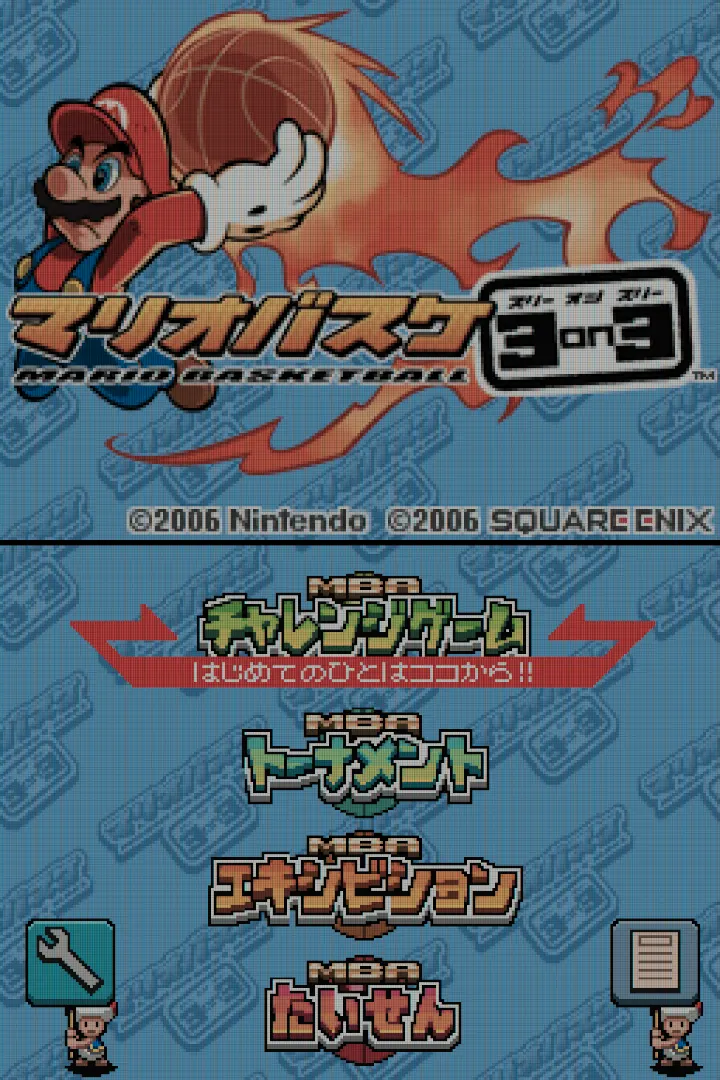 マリオバスケ
スリー オン スリー
3on3
MARIO BASKETBALL
TM
©2006 Nintendo ©2006 SQUARE ENIX
MBA
チャレンジゲーム
はじめてのひとはココから!!
MBA
トーナメント
MBA
エキシビション
MBA
たいせん